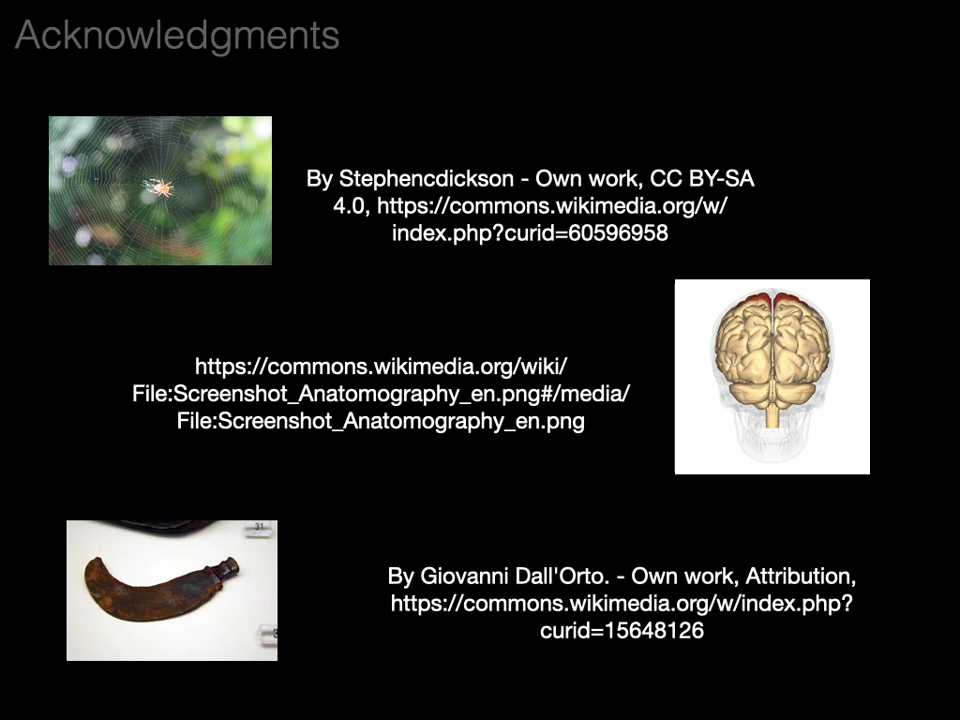 Acknowledgments
By Stephencdickson - Own work, CC BY-SA
4.0, https://commons.wikimedia.org/w/
index.php?curid=60596958
https://commons.wikimedia.org/wiki/
File:Screenshot_Anatomography_en.png#/media/
File:Screenshot_Anatomography_en.png
31
By Giovanni Dall'Orto. - Own work, Attribution,
https://commons.wikimedia.org/w/index.php?
curid=15648126